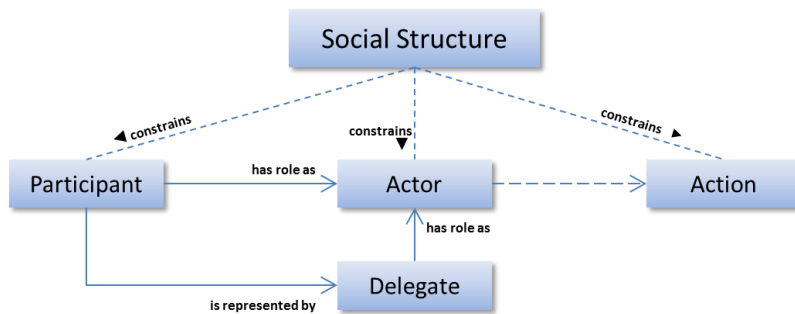 Social Structure
constrains
constrains
constrains
Participant
has role as
Actor
Action
has role as
is represented by
Delegate